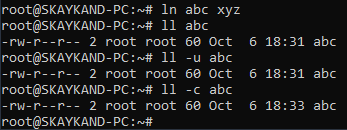 root@SKAYKAND-PC:~# ln abc xyz
root@SKAYKAND-PC:~# ll abc
-rw-r--r-- 2 root root 60 Oct  6 18:31 abc
root@SKAYKAND-PC:~# ll -u abc
-rw-r--r-- 2 root root 60 Oct  6 18:31 abc
root@SKAYKAND-PC:~# ll -c abc
-rw-r--r-- 2 root root 60 Oct  6 18:33 abc
root@SKAYKAND-PC:~#